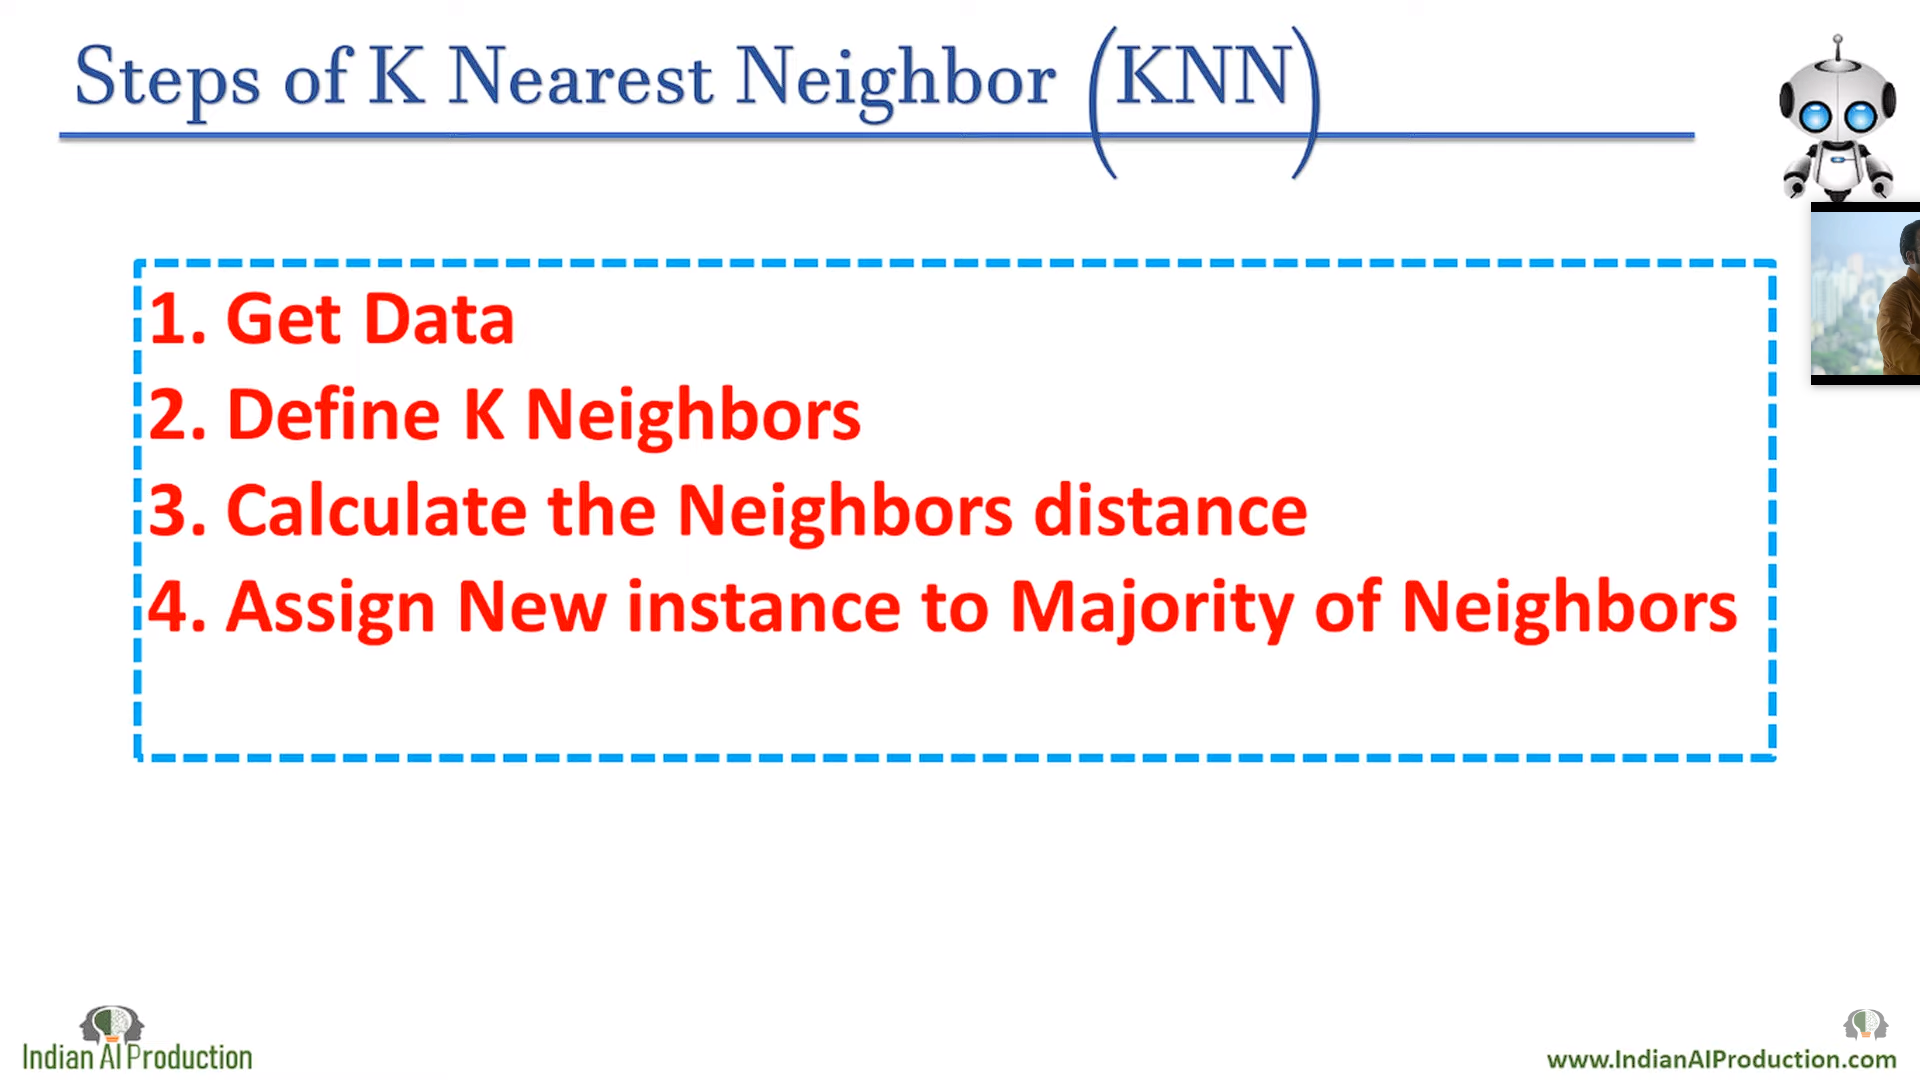 Steps of K Nearest Neighbor (KNN)
1. Get Data
2. Define K Neighbors
3. Calculate the Neighbors distance
4. Assign New instance to Majority of Neighbors
Indian AI Production
www.IndianAIProduction.com